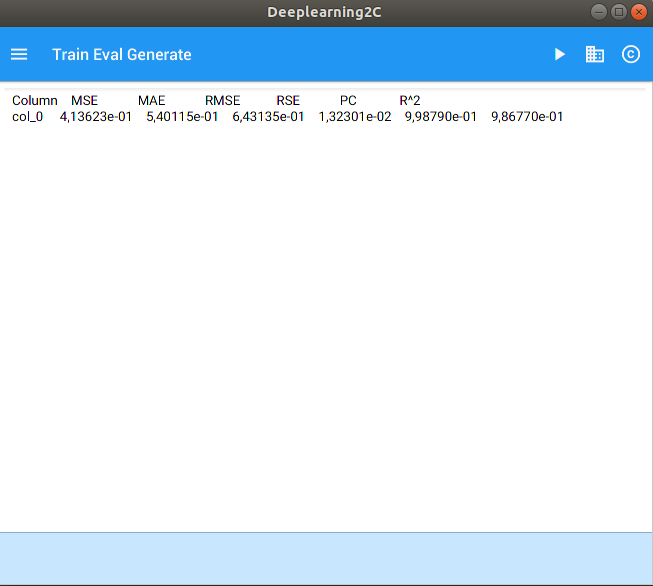 Deeplearning2C
Train Eval Generate
Column MSE MAE RMSE RSE PC R^2
col_0 4,13623e-01 5,40115e-01 6,43135e-01 1,32301e-02 9,98790e-01 9,86770e-01